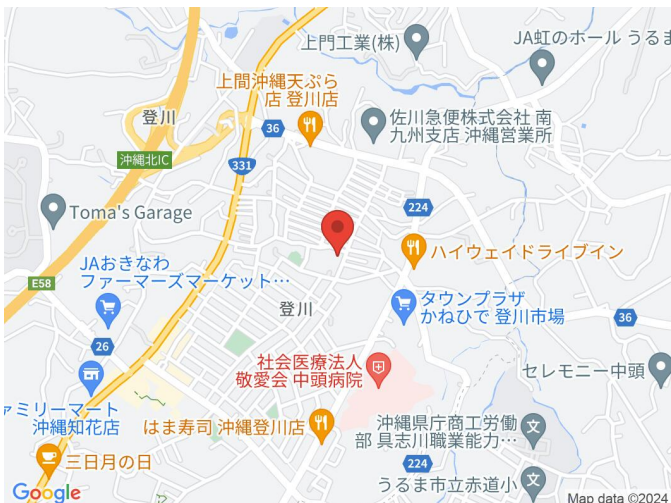 上門工業(株)
JA虹のホール うるま
上間沖縄天ぷら
店 登川店
登川
36
佐川急便株式会社 南
九州支店 沖縄営業所
沖縄北IC
331
224
Toma's Garage
ハイウェイドライブイン
E58
JAおきなわ
ファーマーズマーケット…
登川
タウンプラザ
かねひで 登川市場
36
26
社会医療法人
敬愛会 中頭病院
セレモニー中頭
ァミリーマート
沖縄知花店
はま寿司 沖縄登川店
沖縄県庁商工労働
部 具志川職業能力…
三日月の日
224
うるま市立赤道小
Google
Map data ©2024